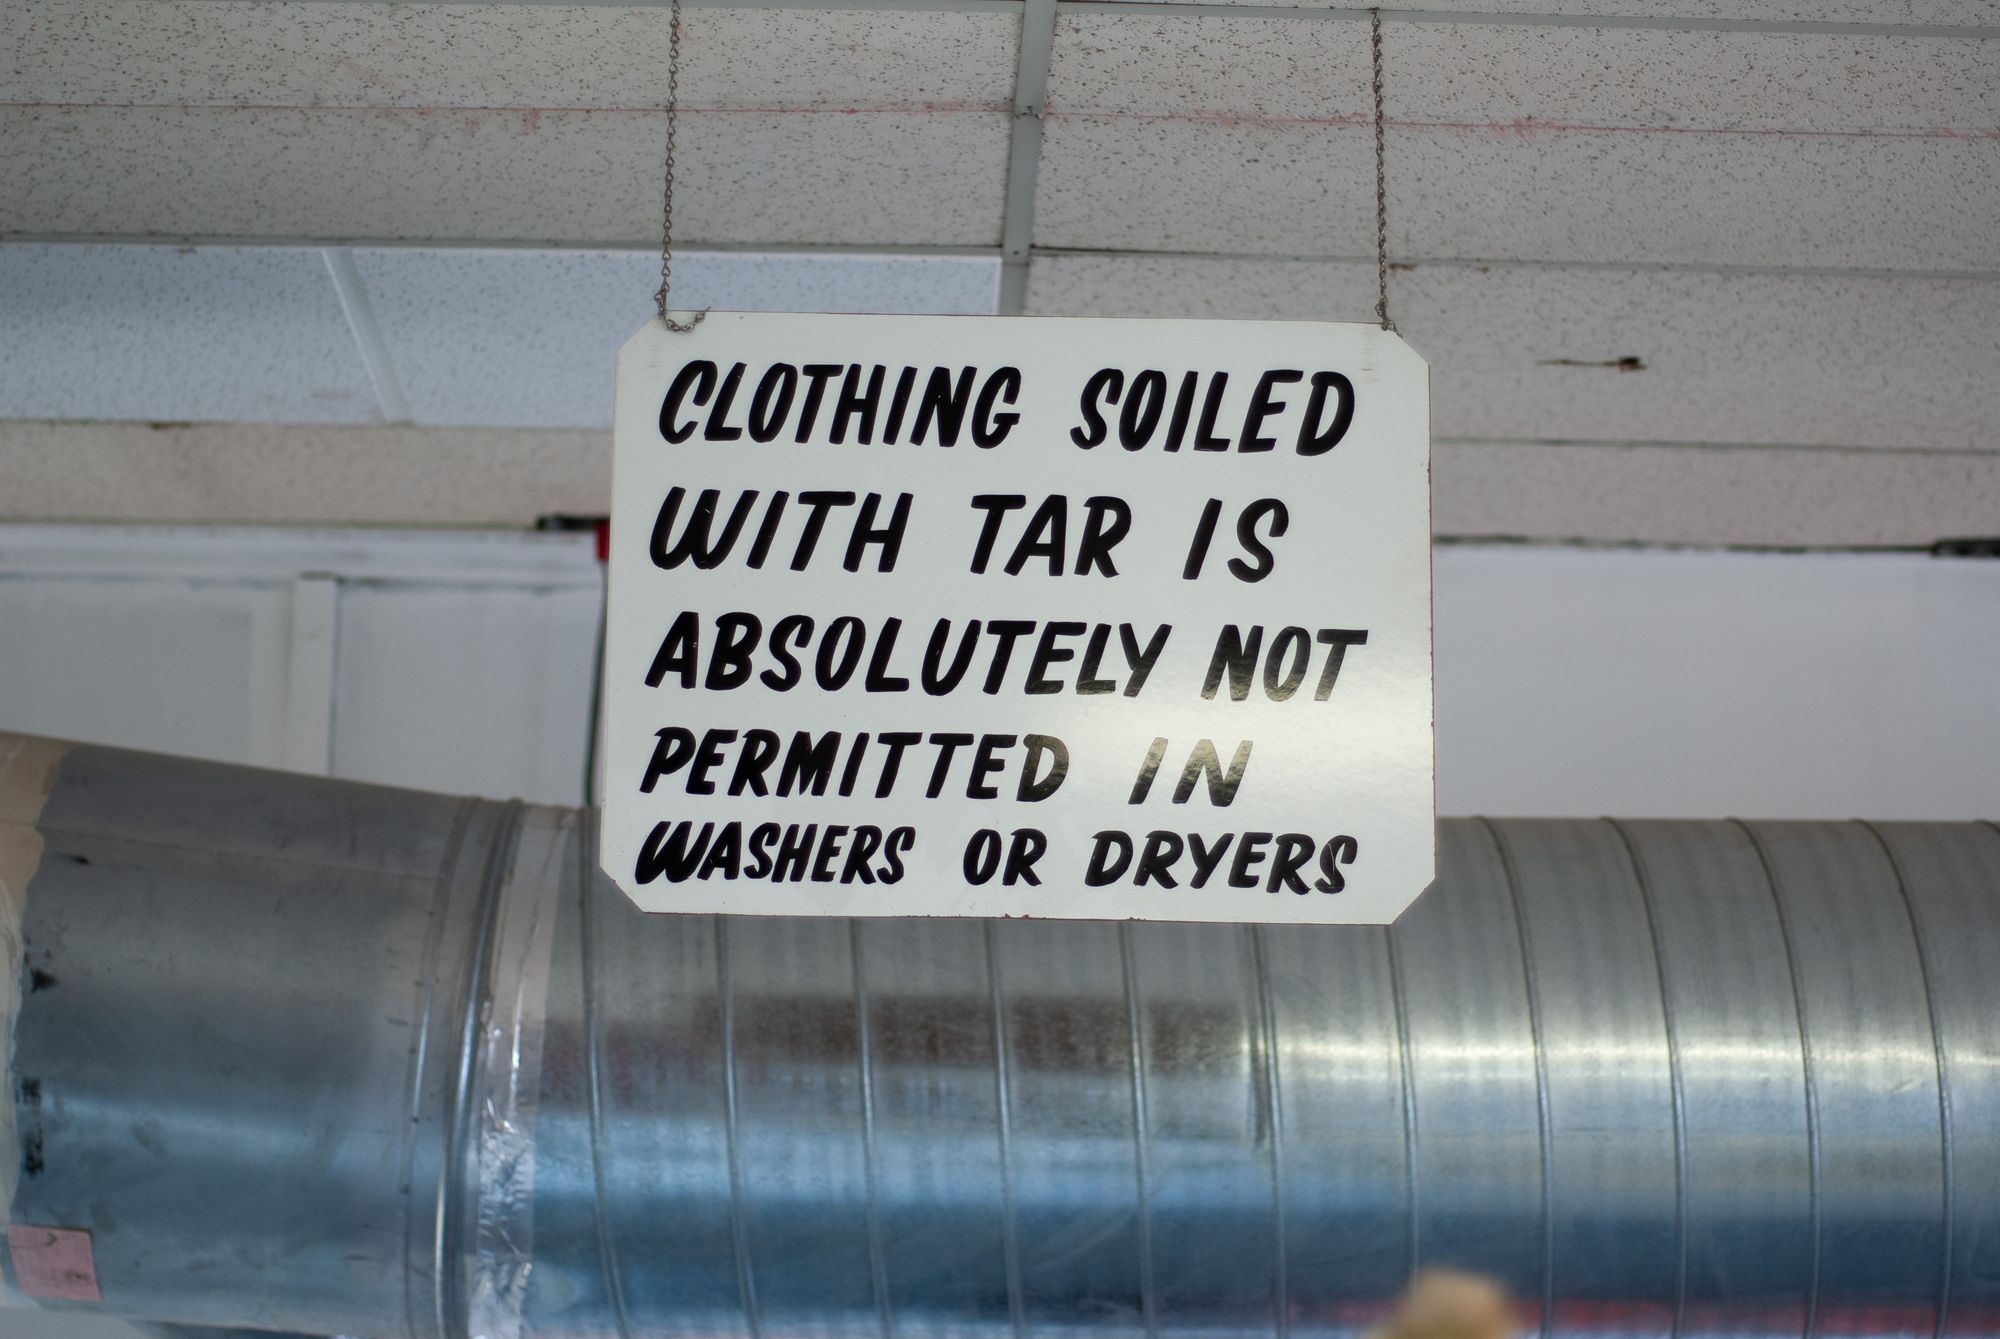 CLOTHING SOILED
WITH TAR IS
ABSOLUTELY NOT
PERMITTED IN
WASHERS OR DRYERS